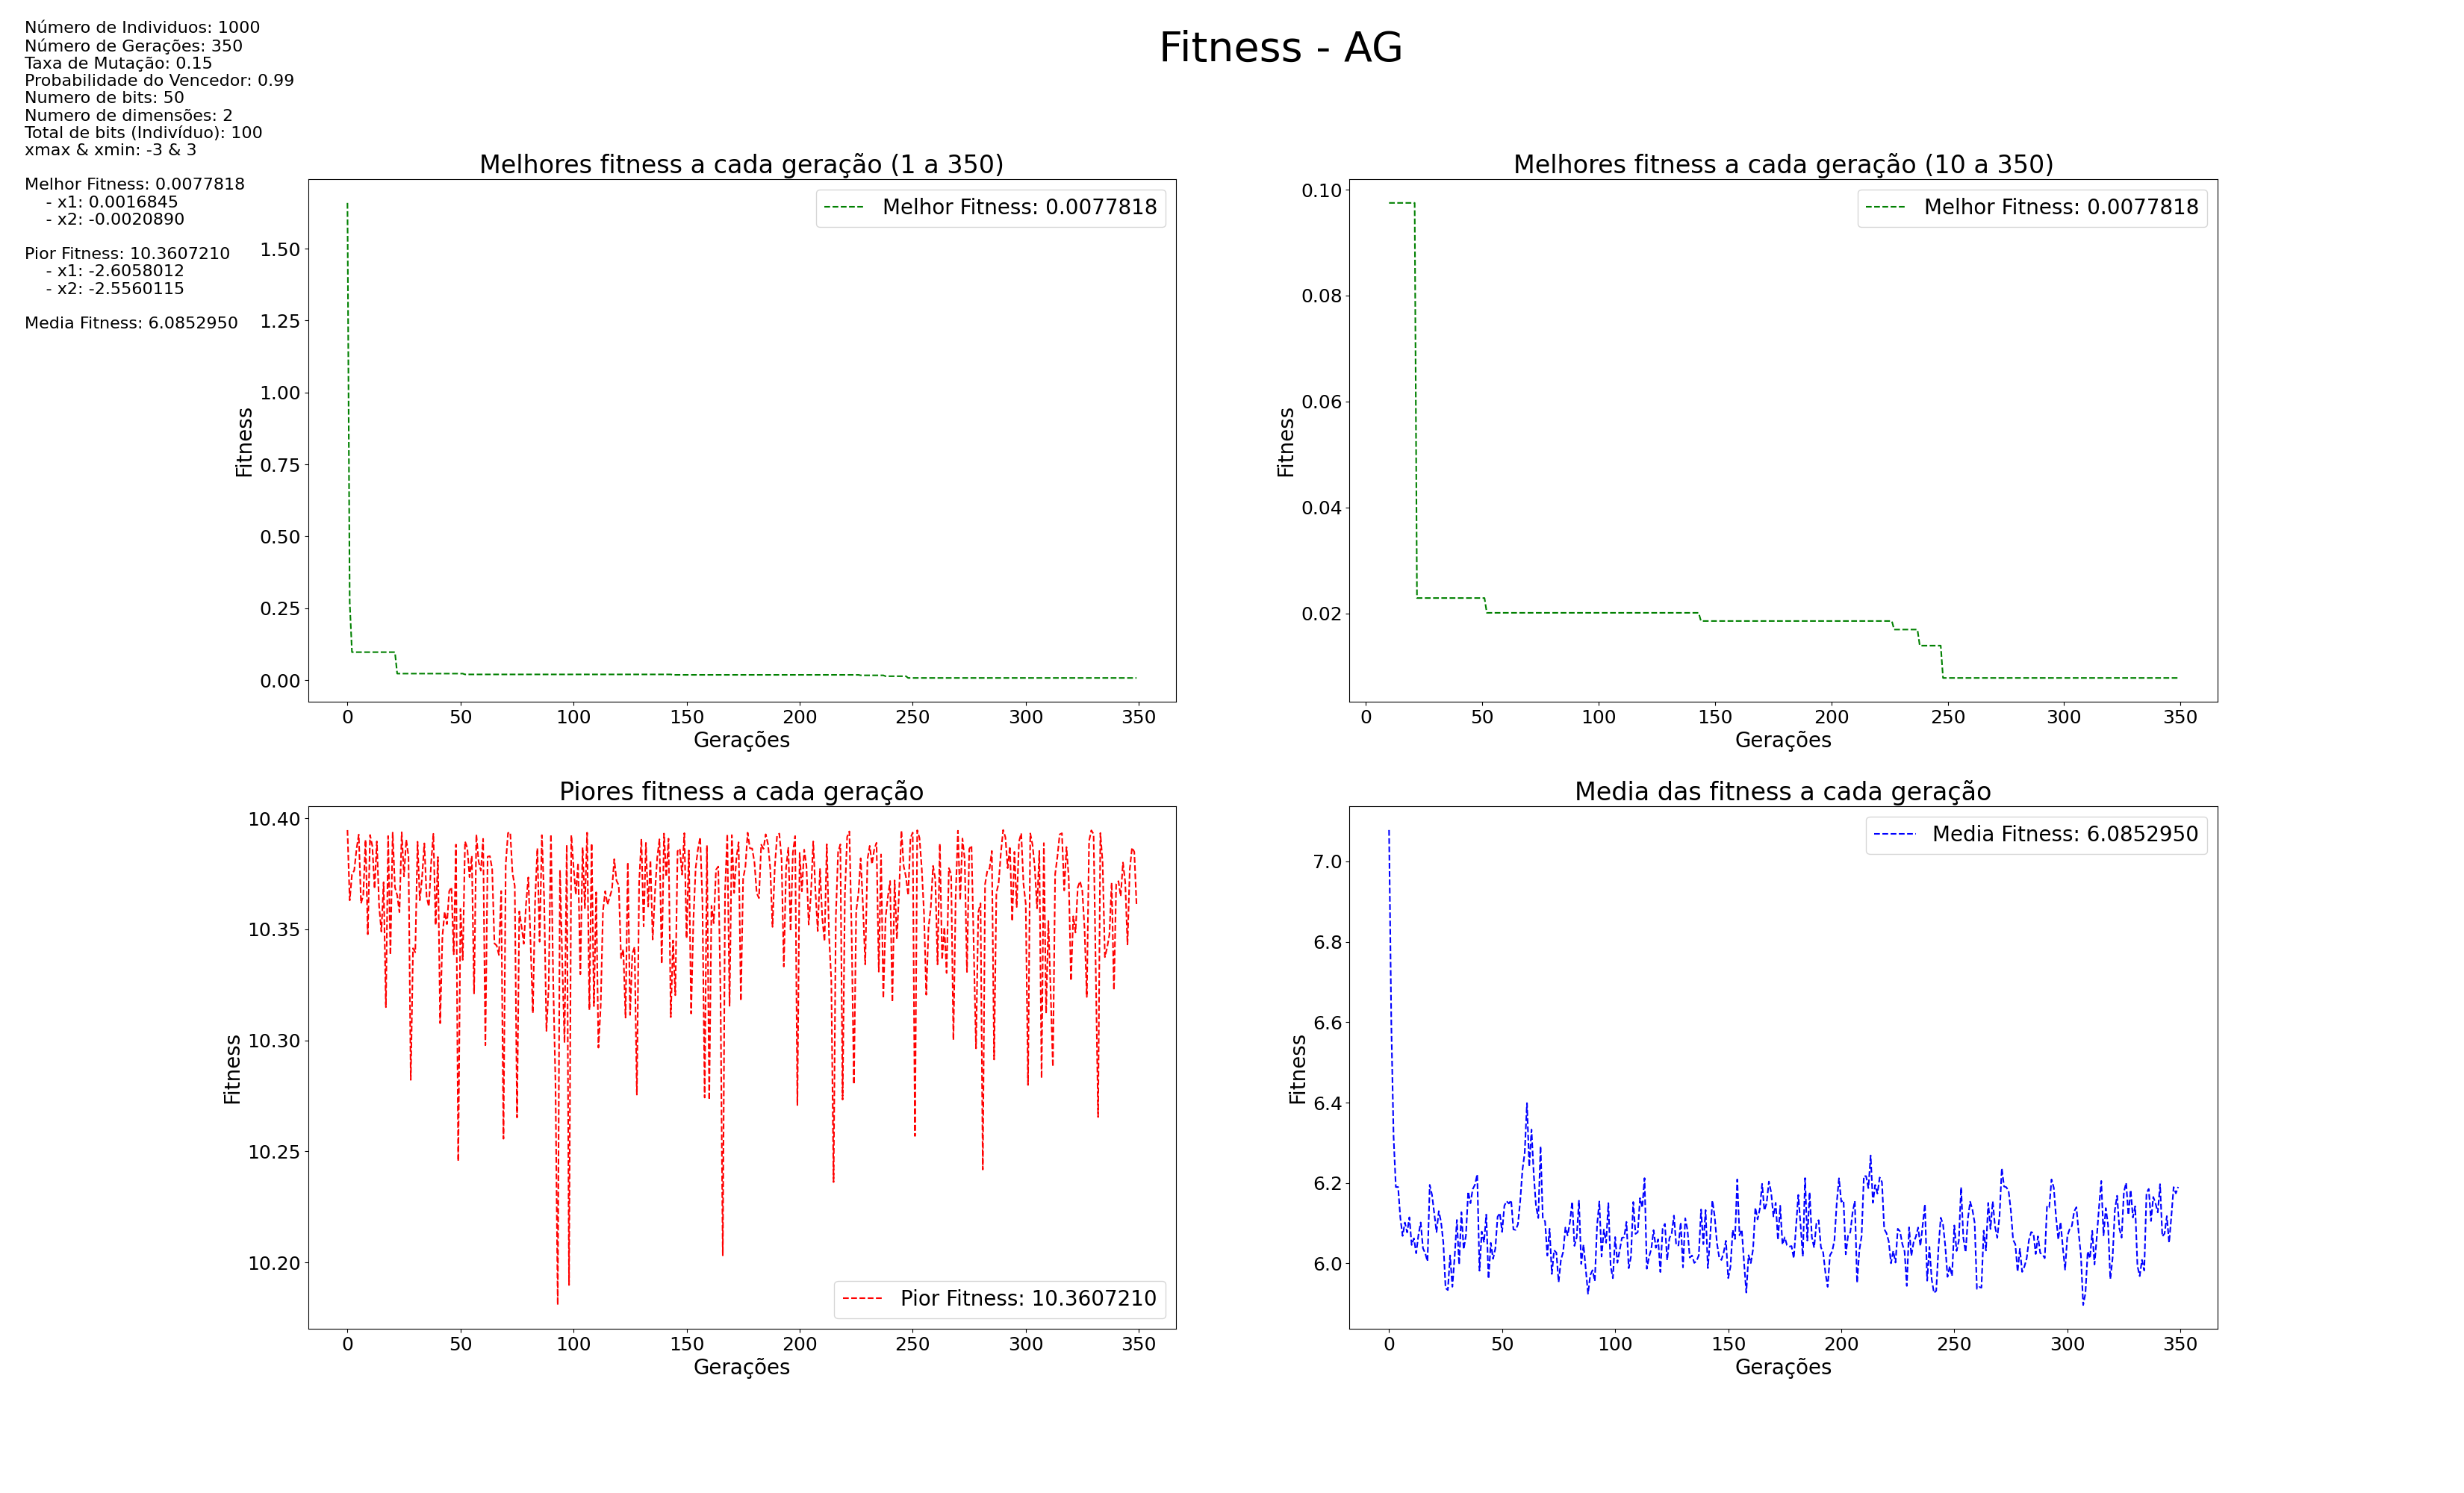 Número de Individuos: 1000
Número de Gerações: 350
Taxa de Mutação: 0.15
Probabilidade do Vencedor: 0.99
Numero de bits: 50
Numero de dimensões: 2
Total de bits (Indivíduo): 100
xmax & xmin: -3 & 3
Melhor Fitness: 0.0077818
- x1: 0.0016845
- x2: -0.0020890
Pior Fitness: 10.3607210
- x1: -2.6058012
- x2: -2.5560115
Media Fitness: 6.0852950
Fitness - AG
Melhores fitness a cada geração (1 a 350)
Melhor Fitness: 0.0077818
1.50
1.25
1.00
0.75
0.50
0.25
0.00
Fitness
0 50 100 150 200 250 300 350
Gerações
Melhores fitness a cada geração (10 a 350)
Melhor Fitness: 0.0077818
0.10
0.08
0.06
0.04
0.02
Fitness
0 50 100 150 200 250 300 350
Gerações
Piores fitness a cada geração
10.40
10.35
10.30
10.25
10.20
Fitness
Pior Fitness: 10.3607210
0 50 100 150 200 250 300 350
Gerações
Media das fitness a cada geração
Media Fitness: 6.0852950
7.0
6.8
6.6
6.4
6.2
6.0
Fitness
0 50 100 150 200 250 300 350
Gerações